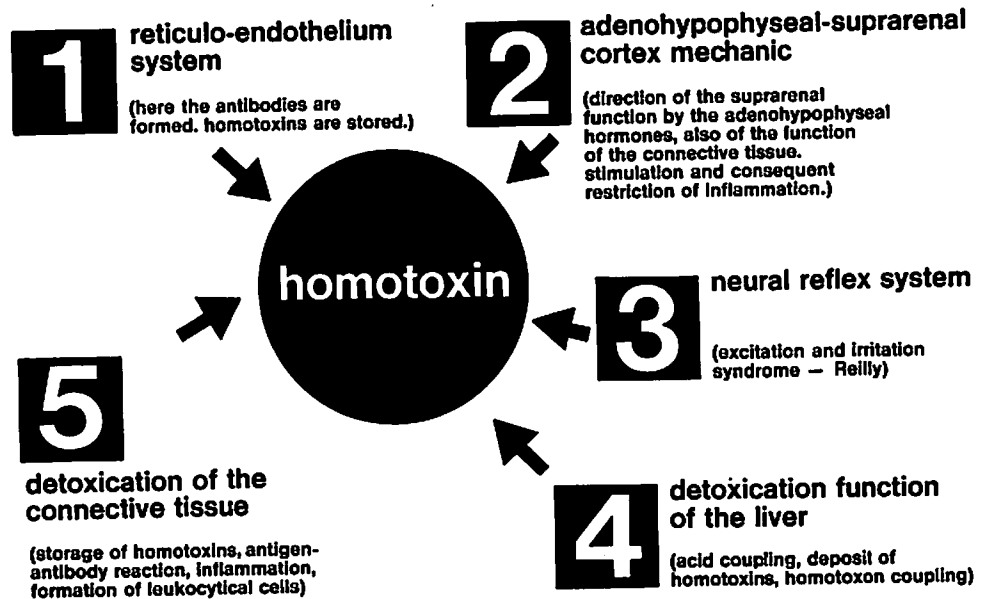 1
reticulo-endothelium
system
(here the antibodies are
formed. homotoxins are stored.)
2
adenohypophyseal-suprarenal
cortex mechanic
(direction of the suprarenal
function by the adenohypophyseal
hormones, also of the function
of the connective tissue.
stimulation and consequent
restriction of inflammation.)
homotoxin
3
neural reflex system
(excitation and irritation
syndrome — Reilly)
4
detoxication function
of the liver
(acid coupling, deposit of
homotoxins, homotoxon coupling)
5
detoxication of the
connective tissue
(storage of homotoxins, antigen-
antibody reaction, inflammation,
formation of leukocytical cells)